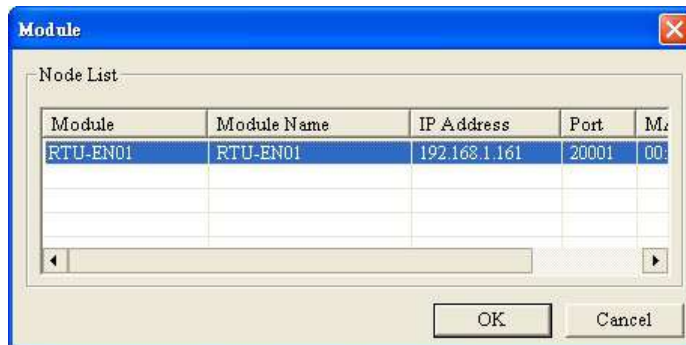 Module
Node List
Module Module Name IP Address Port
RTU-EN01 RTU-EN01 192.168.1.161 20001 00:
OK Cancel